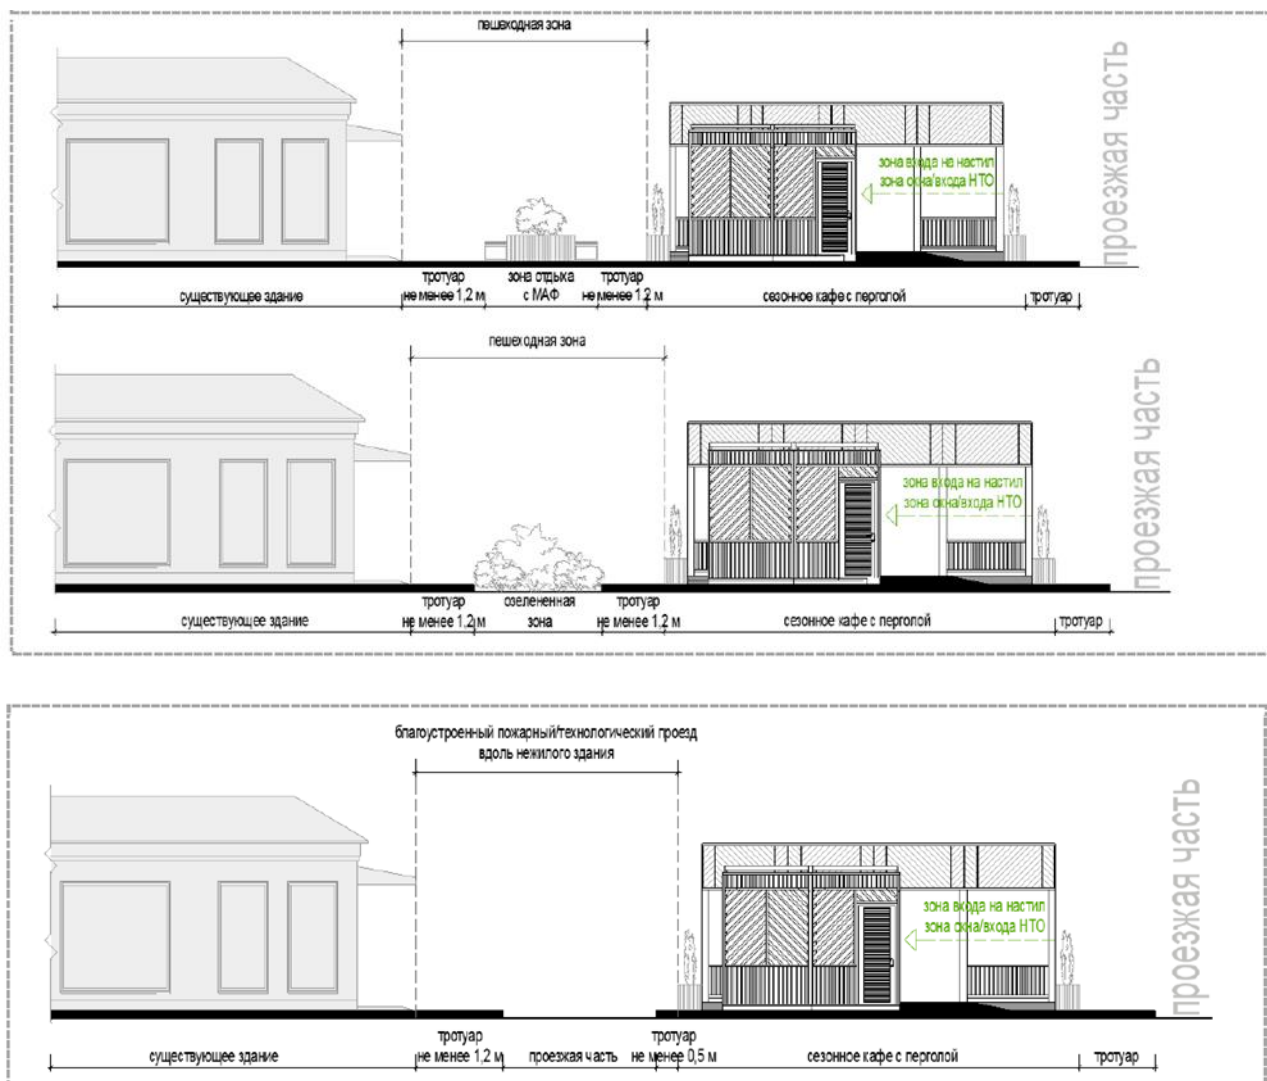 пешеходная зона
проезжая часть
зона входа на настил
зона окна/входа НТО
тротуар
не менее 1,2 м
зона отдыха
с МАФ
тротуар
не менее 1,2 м
существующее здание
сезонное кафе с перголой
тротуар
пешеходная зона
проезжая часть
зона входа на настил
зона окна/входа НТО
тротуар
не менее 1,2 м
озелененная
зона
тротуар
не менее 1,2 м
существующее здание
сезонное кафе с перголой
тротуар
благоустроенный пожарный/технологический проезд
вдоль нежилого здания
проезжая часть
зона входа на настил
зона окна/входа НТО
тротуар
не менее 1,2 м
проезжая часть
тротуар
не менее 0,5 м
существующее здание
сезонное кафе с перголой
тротуар